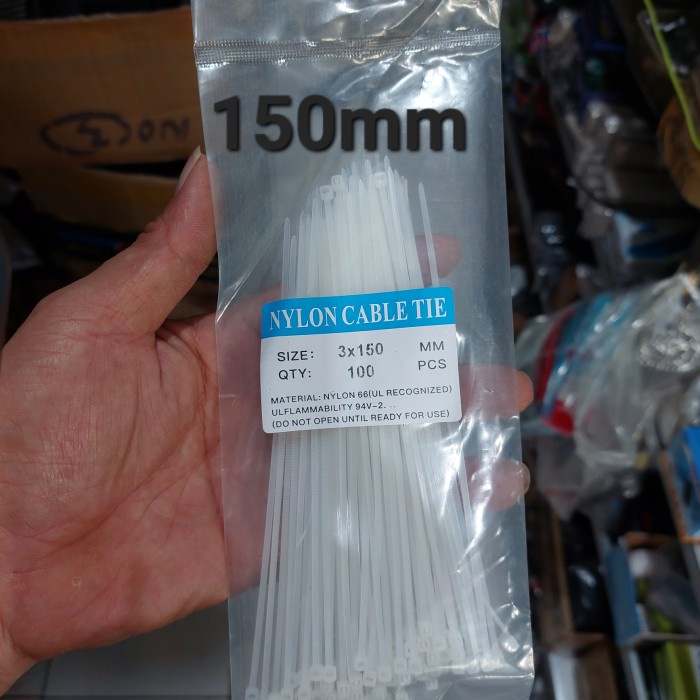 150mm
NYLON CABLE TIE
SIZE: 3x150 MM
QTY: 100 PCS
MATERIAL: NYLON 66(UL RECOGNIZED)
ULFLAMMABILITY 94V-2. ..
(DO NOT OPEN UNTIL READY FOR USE)